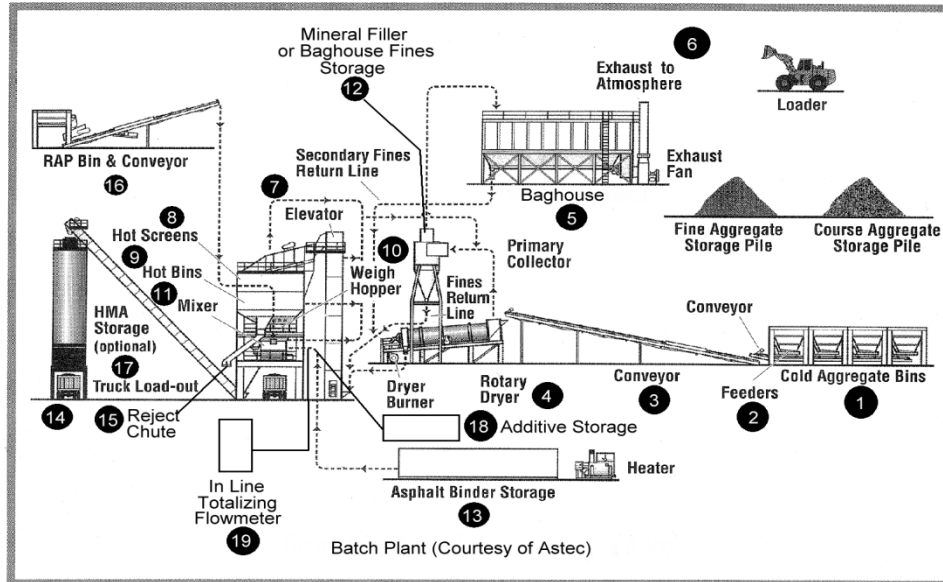 Mineral Filler
or Baghouse Fines
Storage
12
6
Exhaust to
Atmosphere
Loader
RAP Bin & Conveyor
16
Secondary Fines
Return Line
Exhaust
Fan
Baghouse
5
7
Elevator
8
Hot Screens
9
Hot Bins
11
Mixer
10
Weigh
Hopper
Primary
Collector
Fine Aggregate
Storage Pile
Course Aggregate
Storage Pile
Fines
Return
Line
HMA
Storage
(optional)
17
Truck Load-out
14
15
Reject
Chute
Dryer
Burner
Rotary
Dryer
4
Conveyor
3
Conveyor
Feeders
2
Cold Aggregate Bins
1
18
Additive Storage
In Line
Totalizing
Flowmeter
19
Heater
Asphalt Binder Storage
13
Batch Plant (Courtesy of Astec)